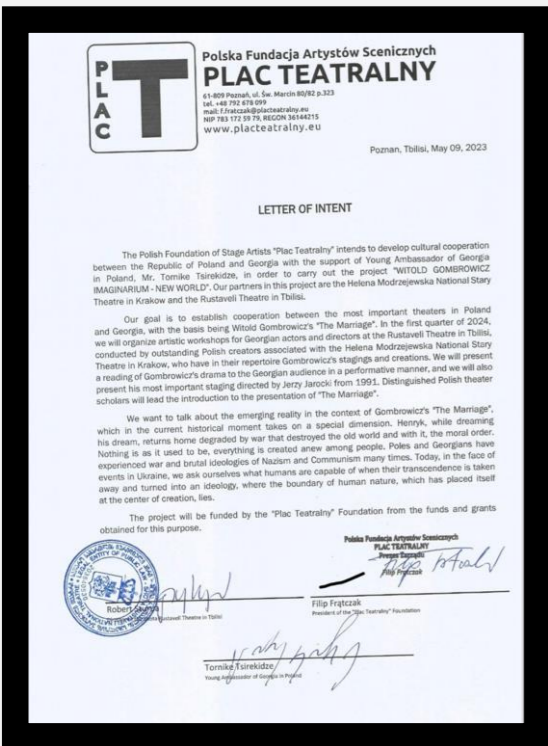 PLAC
T
Polska Fundacja Artystów Scenicznych
PLAC TEATRALNY
61-809 Poznań, ul. Św. Marcin 80/82 p.323
tel. +48 792 678 099
mail: f.fratczak@placteatralny.eu
NIP 783 172 59 79, REGON 36144215
www.placteatralny.eu
Poznan, Tbilisi, May 09, 2023
LETTER OF INTENT
The Polish Foundation of Stage Artists "Plac Teatralny" intends to develop cultural cooperation
between the Republic of Poland and Georgia with the support of Young Ambassador of Georgia
in Poland, Mr. Tornike Tsirekidze, in order to carry out the project "WITOLD GOMBROWICZ
IMAGINARIUM - NEW WORLD". Our partners in this project are the Helena Modrzejewska National Stary
Theatre in Krakow and the Rustaveli Theatre in Tbilisi.
Our goal is to establish cooperation between the most important theaters in Poland
and Georgia, with the basis being Witold Gombrowicz's "The Marriage". In the first quarter of 2024,
we will organize artistic workshops for Georgian actors and directors at the Rustaveli Theatre in Tbilisi,
conducted by outstanding Polish creators associated with the Helena Modrzejewska National Stary
Theatre in Krakow, who have in their repertoire Gombrowicz's stagings and creations. We will present
a reading of Gombrowicz's drama to the Georgian audience in a performative manner, and we will also
present his most important staging directed by Jerzy Jarocki from 1991. Distinguished Polish theater
scholars will lead the introduction to the presentation of "The Marriage".
We want to talk about the emerging reality in the context of Gombrowicz's "The Marriage",
which in the current historical moment takes on a special dimension. Henryk, while dreaming
his dream, returns home degraded by war that destroyed the old world and with it, the moral order.
Nothing is as it used to be, everything is created anew among people. Poles and Georgians have
experienced war and brutal ideologies of Nazism and Communism many times. Today, in the face of
events in Ukraine, we ask ourselves what humans are capable of when their transcendence is taken
away and turned into an ideology, where the boundary of human nature, which has placed itself
at the center of creation, lies.
The project will be funded by the "Plac Teatralny" Foundation from the funds and grants
obtained for this purpose.
Polska Fundacja Artystów Scenicznych
PLAC TEATRALNY
Prezes Zarządu
Filip Frątczak
Robert
Rustaveli Theatre in Tbilisi
Filip Frątczak
President of the "Plac Teatralny" Foundation
Tornike Tsirekidze
Young Ambassador of Georgia in Poland